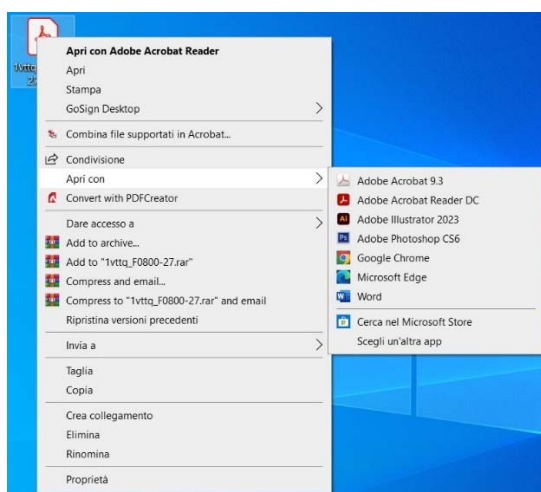 Apri con Adobe Acrobat Reader
Apri
Stampa
GoSign Desktop
Combina file supportati in Acrobat...
Condivisione
Apri con
Convert with PDFCreator
Dare accesso a
Add to archive...
Add to "1vttq_F0800-27.rar"
Compress and email...
Compress to "1vttq_F0800-27.rar" and email
Ripristina versioni precedenti
Invia a
Taglia
Copia
Crea collegamento
Elimina
Rinomina
Proprietà
Adobe Acrobat 9.3
Adobe Acrobat Reader DC
Adobe Illustrator 2023
Adobe Photoshop CS6
Google Chrome
Microsoft Edge
Word
Cerca nel Microsoft Store
Scegli un'altra app